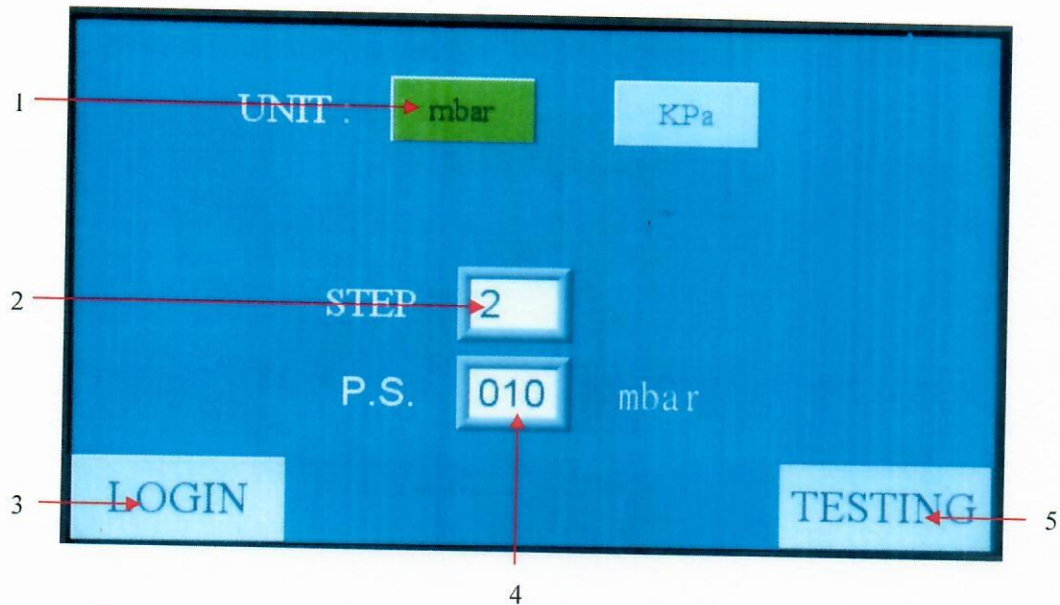 1 UNIT : mbar KPa
2 STEP 2
P.S. 010 mbar
3 LOGIN TESTING 5
4